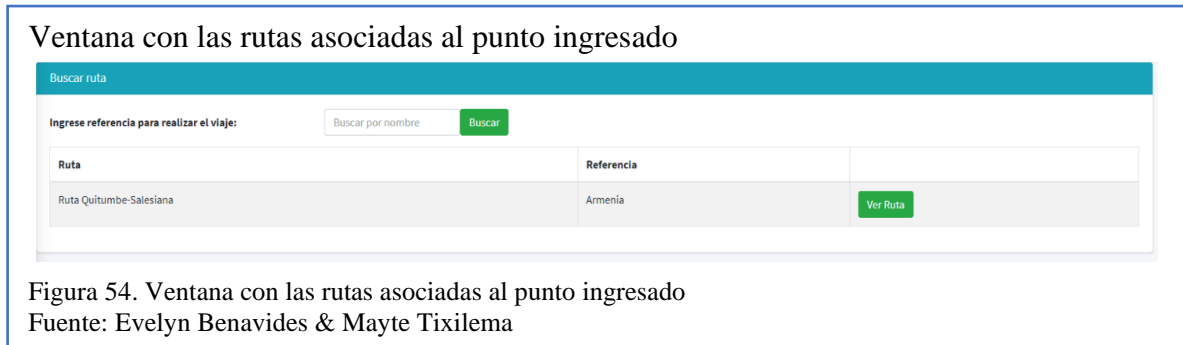 Ventana con las rutas asociadas al punto ingresado
Buscar ruta
Ingrese referencia para realizar el viaje: Buscar por nombre Buscar
Ruta Referencia
Ruta Quitumbe-Salesiana Armenia Ver Ruta
Figura 54. Ventana con las rutas asociadas al punto ingresado
Fuente: Evelyn Benavides & Mayte Tixilema